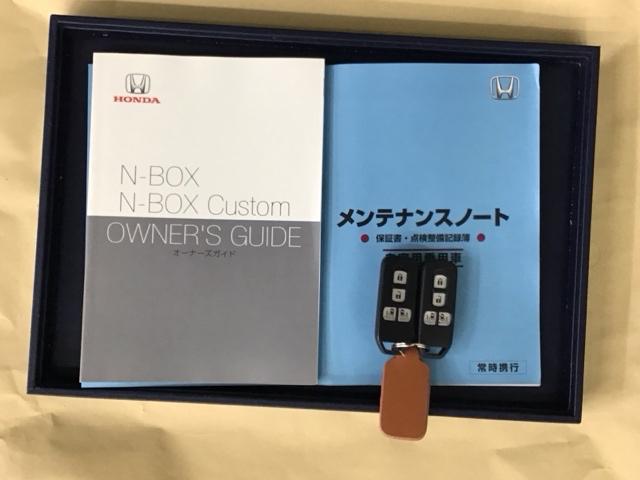 HONDA
N-BOX
N-BOX Custom
OWNER'S GUIDE
オーナーズガイド
メンテナンスノート
● 保証書・点検整備記録簿 ●
常時携行